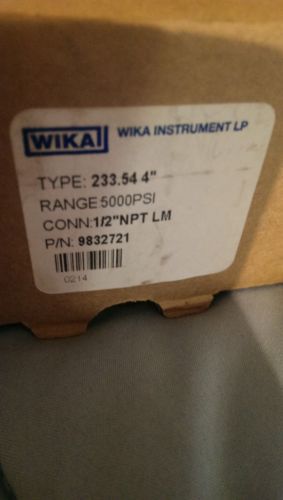 WIKA WIKA INSTRUMENT LP
TYPE: 233.54 4"
RANGE:5000PSI
CONN:1/2"NPT LM
P/N: 9832721
0214